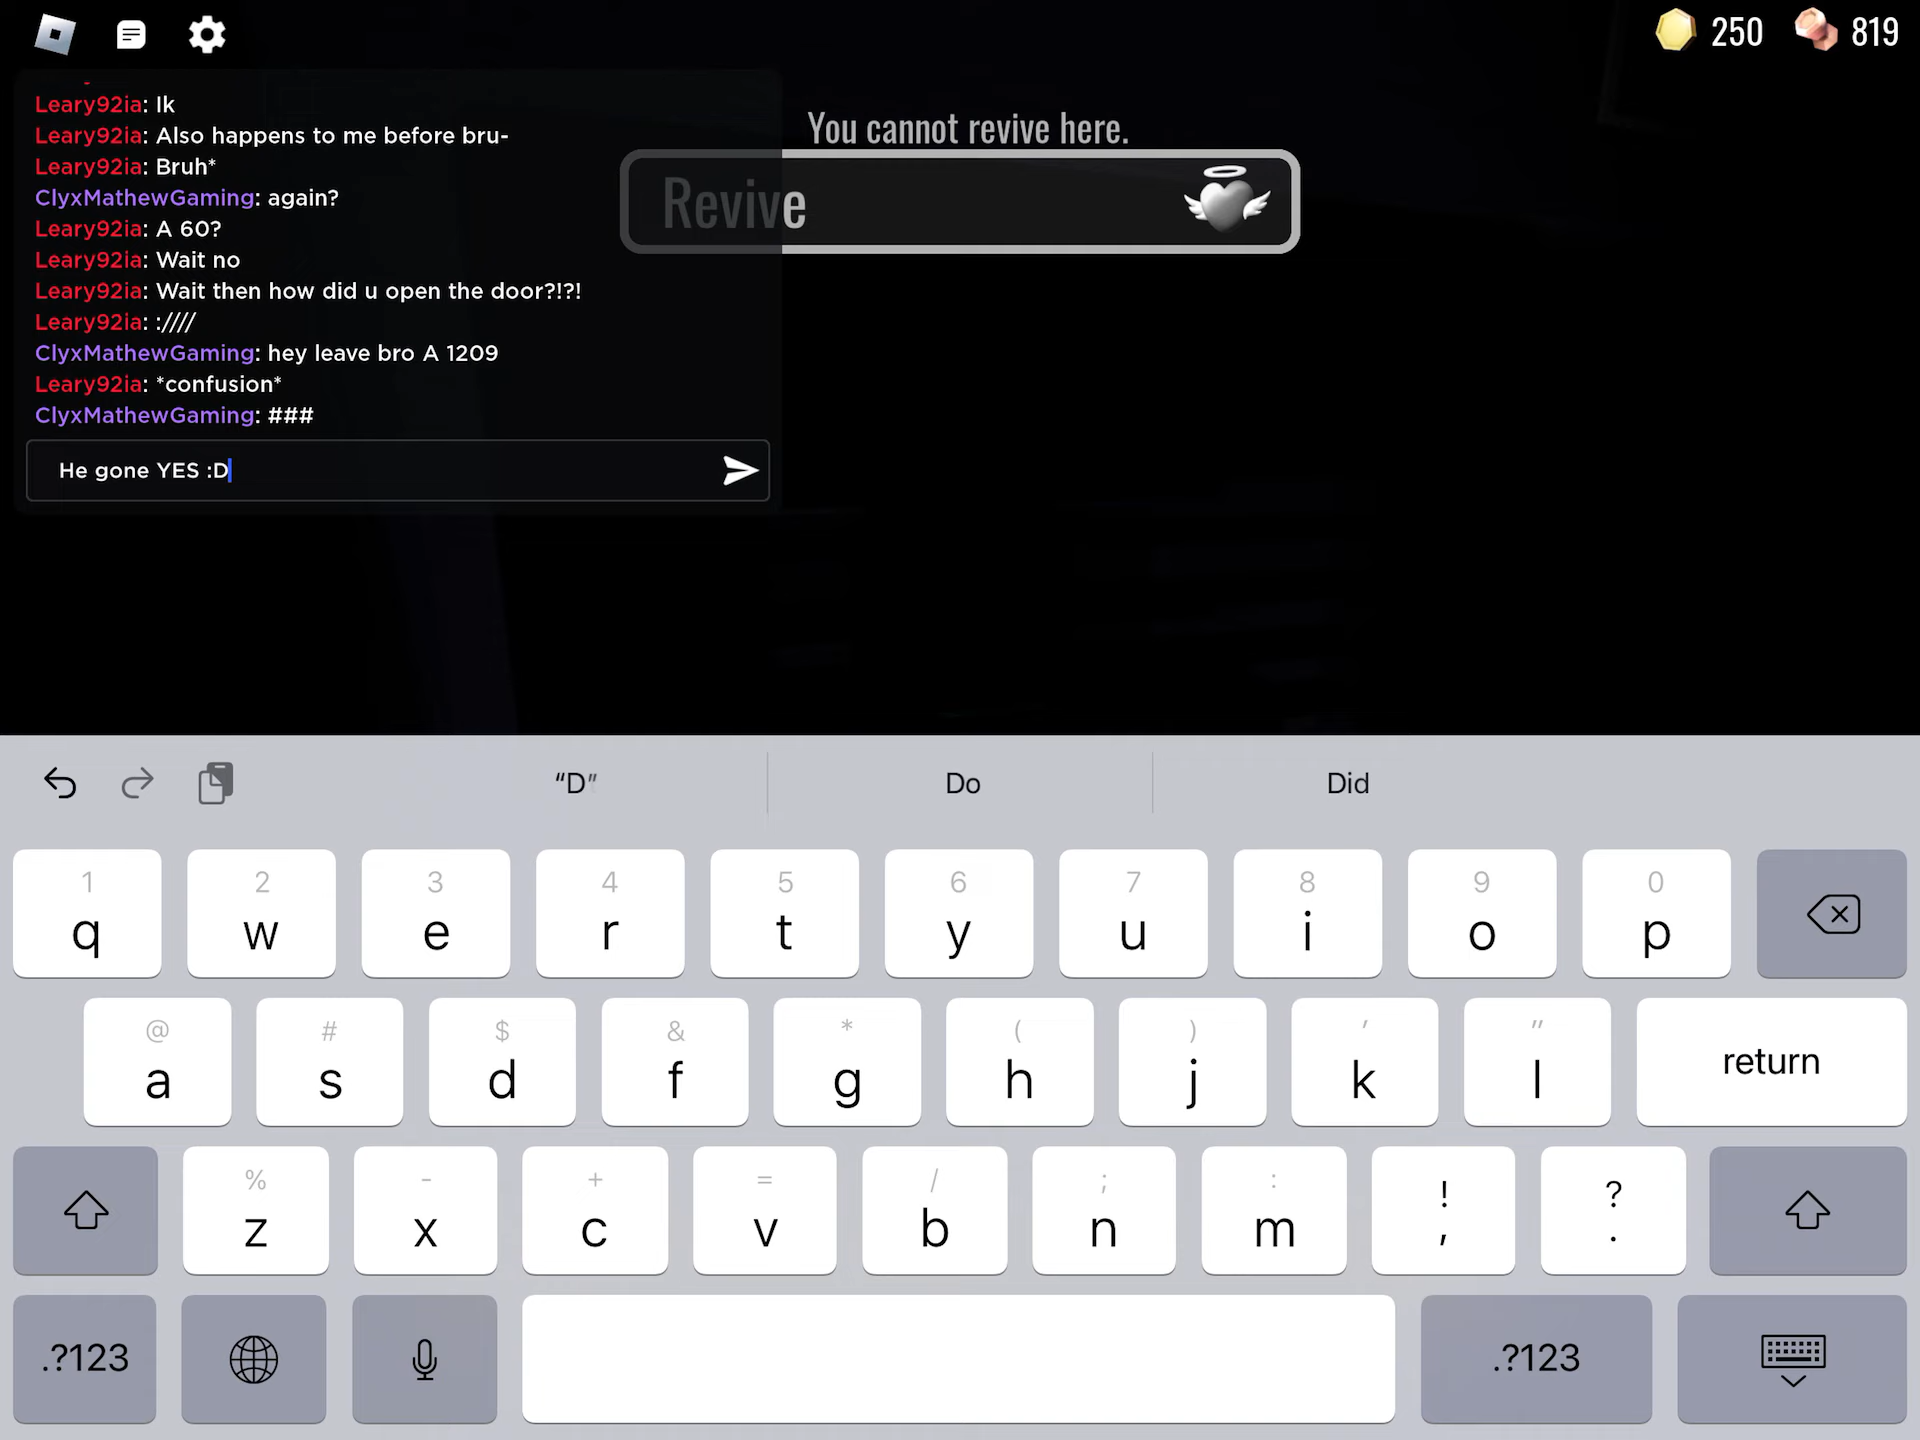 250
819
Leary92ia: Ik
Leary92ia: Also happens to me before bru-
Leary92ia: Bruh*
ClyxMathewGaming: again?
Leary92ia: A 60?
Leary92ia: Wait no
Leary92ia: Wait then how did u open the door?!?!
Leary92ia: :////
ClyxMathewGaming: hey leave bro A 1209
Leary92ia: *confusion*
ClyxMathewGaming: ###
He gone YES :D
You cannot revive here.
Revive
“D” Do Did
1 2 3 4 5 6 7 8 9 0
q w e r t y u i o p
@ # $ & * ( ) ' "
a s d f g h j k l return
% - + = / ; : ! ?
z x c v b n m , .
.?123 .?123